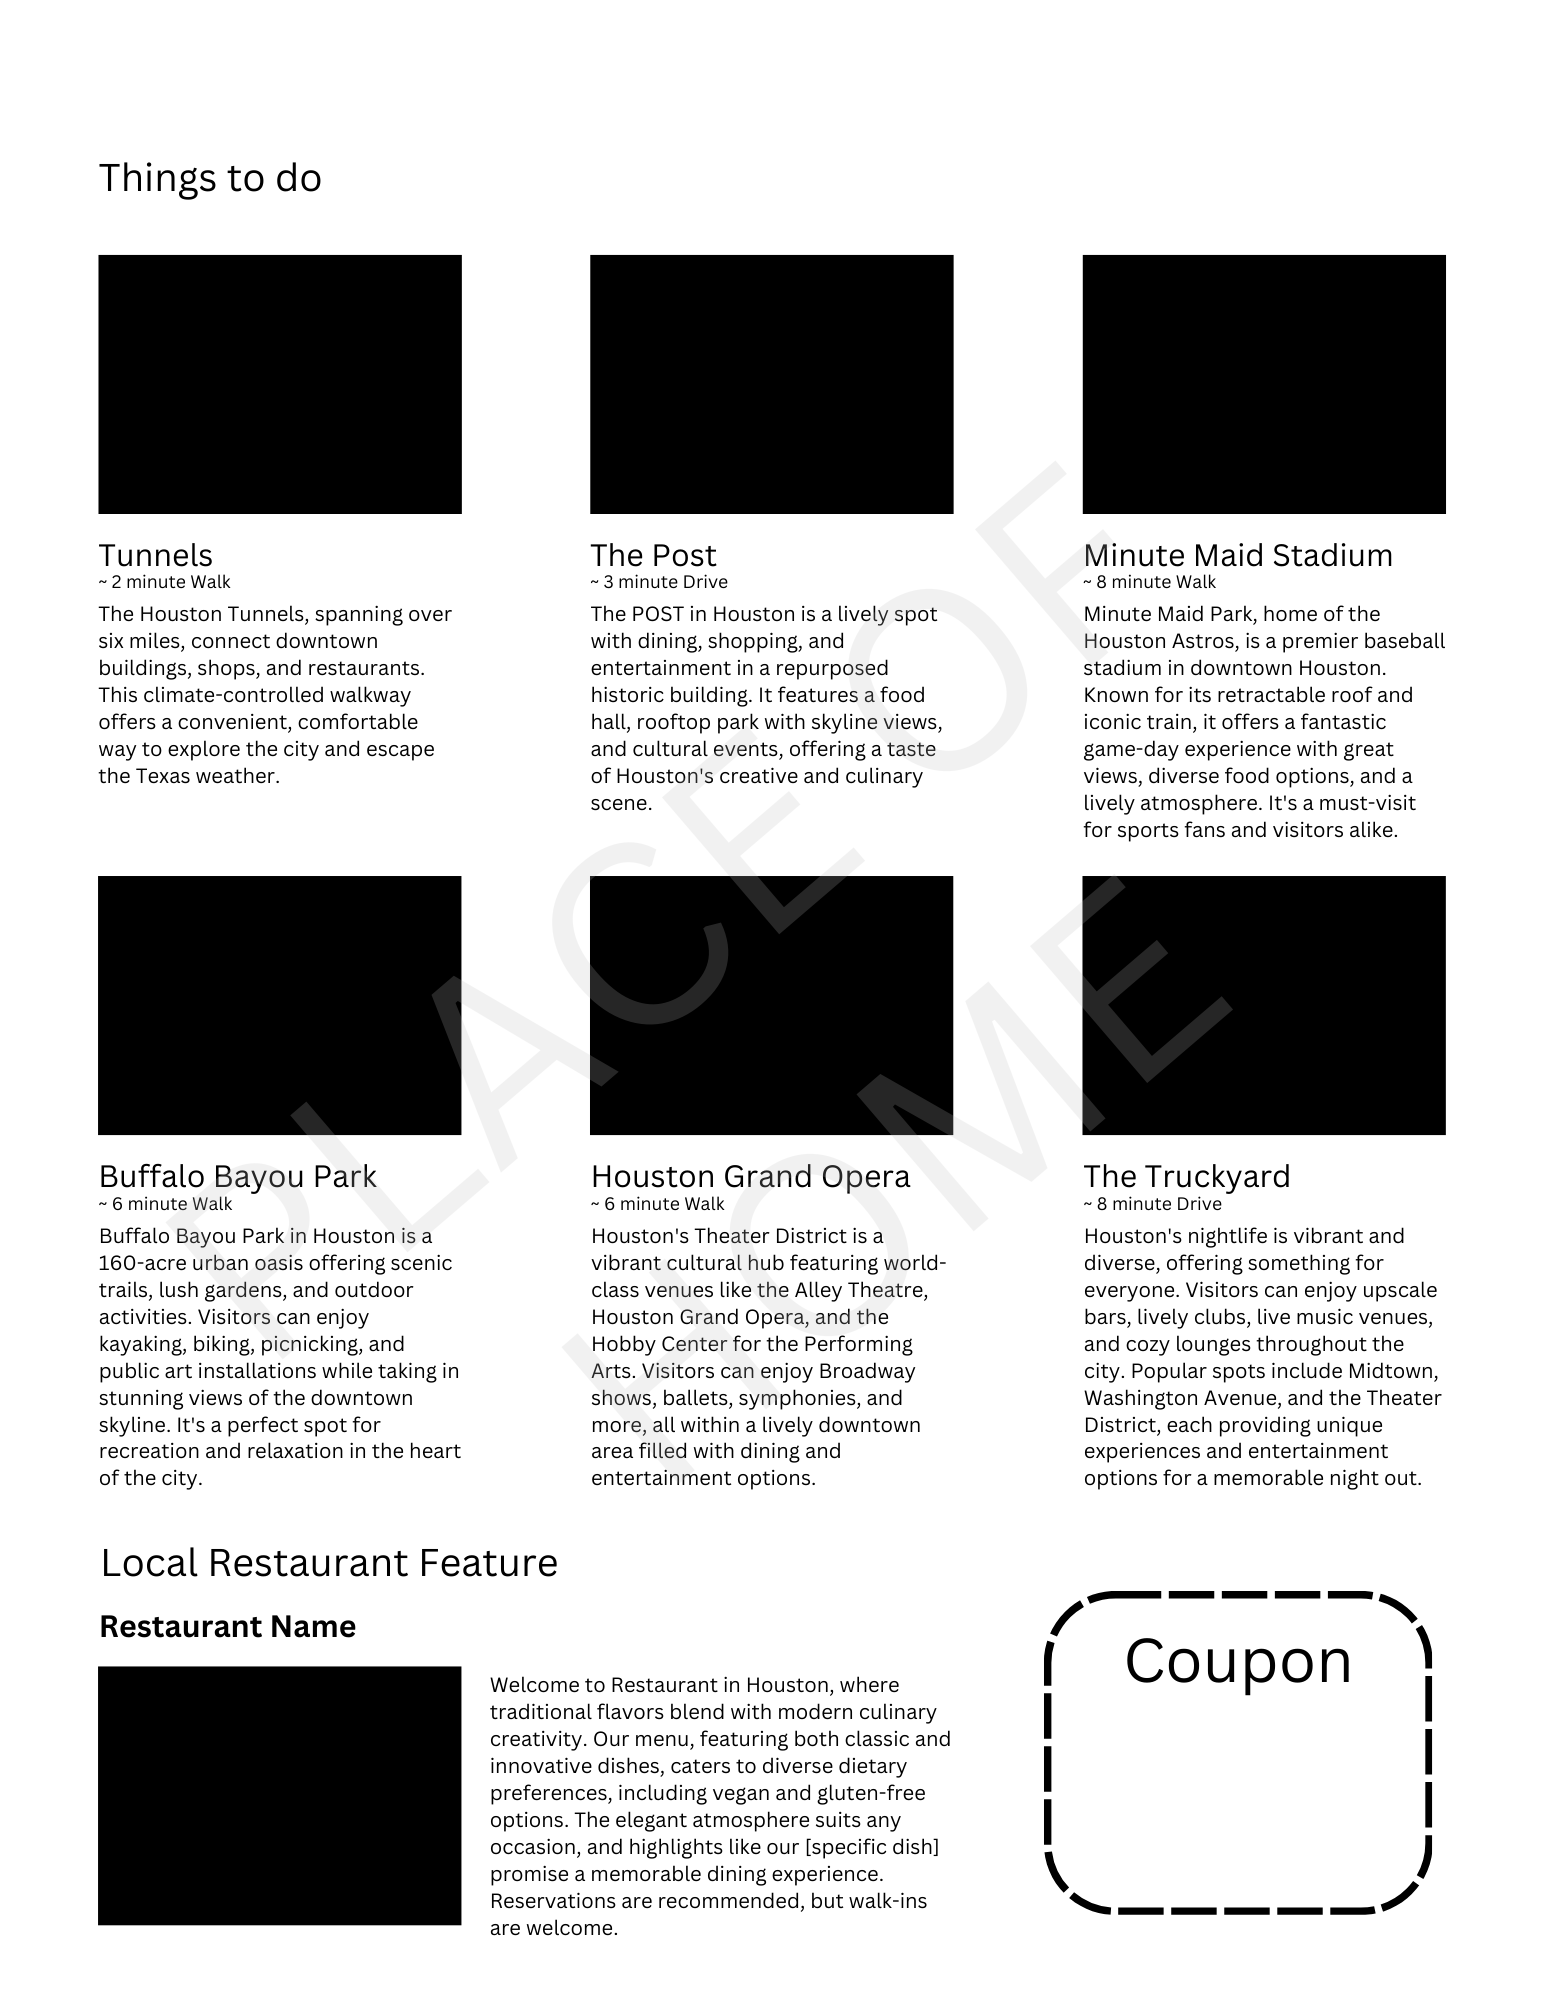 Things to do
Tunnels
~ 2 minute Walk
The Houston Tunnels, spanning over
six miles, connect downtown
buildings, shops, and restaurants.
This climate-controlled walkway
offers a convenient, comfortable
way to explore the city and escape
the Texas weather.
The Post
~ 3 minute Drive
The POST in Houston is a lively spot
with dining, shopping, and
entertainment in a repurposed
historic building. It features a food
hall, rooftop park with skyline views,
and cultural events, offering a taste
of Houston's creative and culinary
scene.
Minute Maid Stadium
~ 8 minute Walk
Minute Maid Park, home of the
Houston Astros, is a premier baseball
stadium in downtown Houston.
Known for its retractable roof and
iconic train, it offers a fantastic
game-day experience with great
views, diverse food options, and a
lively atmosphere. It's a must-visit
for sports fans and visitors alike.
Buffalo Bayou Park
~ 6 minute Walk
Buffalo Bayou Park in Houston is a
160-acre urban oasis offering scenic
trails, lush gardens, and outdoor
activities. Visitors can enjoy
kayaking, biking, picnicking, and
public art installations while taking in
stunning views of the downtown
skyline. It's a perfect spot for
recreation and relaxation in the heart
of the city.
Houston Grand Opera
~ 6 minute Walk
Houston's Theater District is a
vibrant cultural hub featuring world-
class venues like the Alley Theatre,
Houston Grand Opera, and the
Hobby Center for the Performing
Arts. Visitors can enjoy Broadway
shows, ballets, symphonies, and
more, all within a lively downtown
area filled with dining and
entertainment options.
The Truckyard
~ 8 minute Drive
Houston's nightlife is vibrant and
diverse, offering something for
everyone. Visitors can enjoy upscale
bars, lively clubs, live music venues,
and cozy lounges throughout the
city. Popular spots include Midtown,
Washington Avenue, and the Theater
District, each providing unique
experiences and entertainment
options for a memorable night out.
PLACE OF
HOME
Local Restaurant Feature
Restaurant Name
Welcome to Restaurant in Houston, where
traditional flavors blend with modern culinary
creativity. Our menu, featuring both classic and
innovative dishes, caters to diverse dietary
preferences, including vegan and gluten-free
options. The elegant atmosphere suits any
occasion, and highlights like our [specific dish]
promise a memorable dining experience.
Reservations are recommended, but walk-ins
are welcome.
Coupon